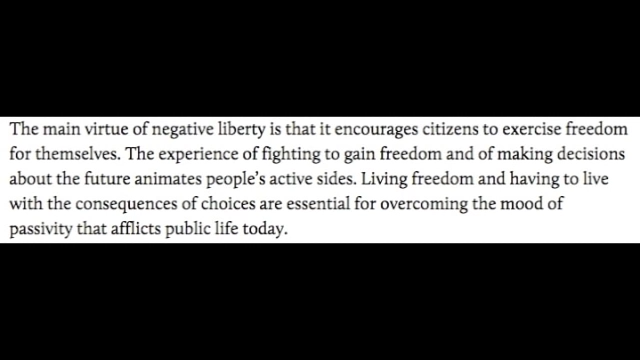 The main virtue of negative liberty is that it encourages citizens to exercise freedom
for themselves. The experience of fighting to gain freedom and of making decisions
about the future animates people’s active sides. Living freedom and having to live
with the consequences of choices are essential for overcoming the mood of
passivity that afflicts public life today.